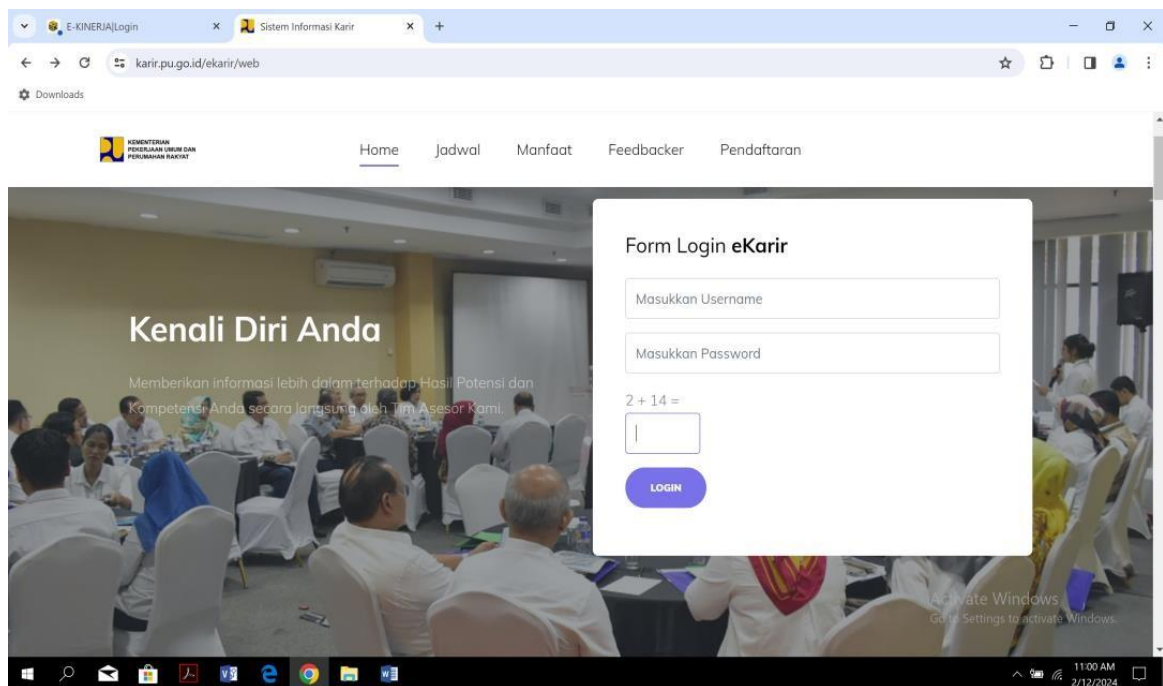 E-KINERJA|Login
Sistem Informasi Karir
karir.pu.go.id/ekarir/web
Downloads
KEMENTERIAN
PEKERJAAN UMUM DAN
PERUMAHAN RAKYAT
Home Jadwal Manfaat Feedbacker Pendaftaran
Kenali Diri Anda
Memberikan informasi lebih dalam terhadap Hasil Potensi dan
Kompetensi Anda secara langsung oleh Tim Asesor Kami.
Form Login eKarir
Masukkan Username
Masukkan Password
2 + 14 =
LOGIN
Activate Windows
Go to Settings to activate Windows.
11:00 AM
2/12/2024